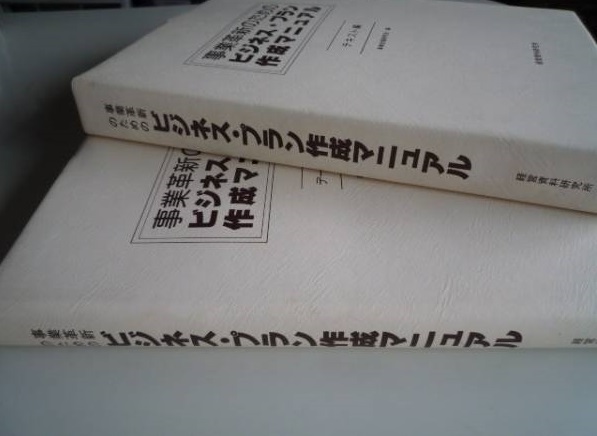 事業革新のための
ビジネス・プラン
作成マニュアル
テキスト編
事業革新
のための
ビジネス・プラン作成マニュアル
経営資料研究所
事業革新の
ビジネス
作成マ
テ
事業革新
のための
ビジネス・プラン作成マニュアル
経営